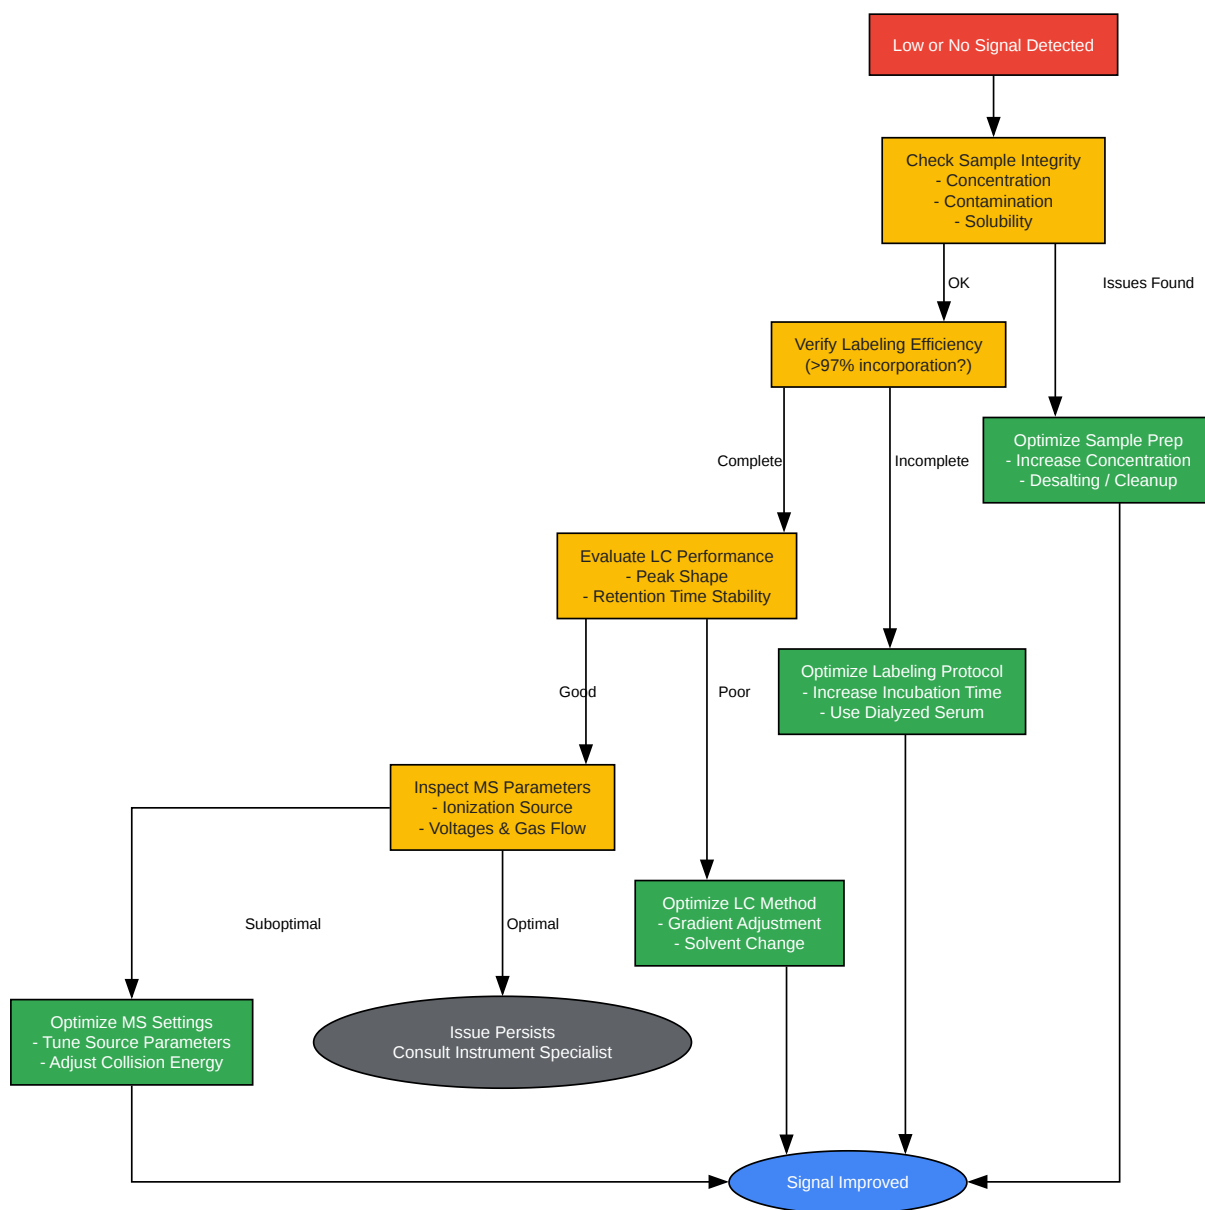 Low or No Signal Detected
Check Sample Integrity
- Concentration
- Contamination
- Solubility
OK
Issues Found
Verify Labeling Efficiency
(>97% incorporation?)
Optimize Sample Prep
- Increase Concentration
- Desalting / Cleanup
Complete
Incomplete
Evaluate LC Performance
- Peak Shape
- Retention Time Stability
Optimize Labeling Protocol
- Increase Incubation Time
- Use Dialyzed Serum
Good
Poor
Inspect MS Parameters
- Ionization Source
- Voltages & Gas Flow
Optimize LC Method
- Gradient Adjustment
- Solvent Change
Suboptimal
Optimal
Optimize MS Settings
- Tune Source Parameters
- Adjust Collision Energy
Issue Persists
Consult Instrument Specialist
Signal Improved